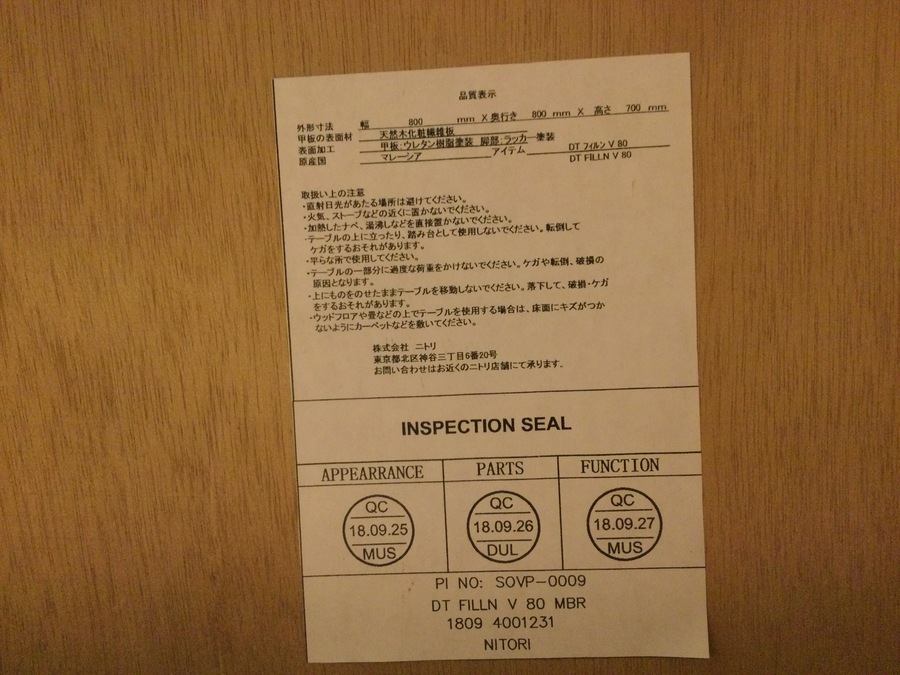 品質表示
外形寸法 幅 800 mm X 奥行き 800 mm X 高さ 700 mm
甲板の表面材 天然木化粧繊維板
表面加工 甲板:ウレタン樹脂塗装 脚部:ラッカー塗装
原産国 マレーシア アイテム DT フィルン V 80
DT FILLN V 80
取扱い上の注意
・直射日光があたる場所は避けてください。
・火気、ストーブなどの近くに置かないでください。
・加熱したナベ、湯沸しなどを直接置かないでください。
・テーブルの上に立ったり、踏み台として使用しないでください。転倒して
ケガをするおそれがあります。
・平らな所で使用してください。
・テーブルの一部分に過度な荷重をかけないでください。ケガや転倒、破損の
原因となります。
・上にものをのせたままテーブルを移動しないでください。落下して、破損・ケガ
をするおそれがあります。
・ウッドフロアや畳などの上でテーブルを使用する場合は、床面にキズがつか
ないようにカーペットなどを敷いてください。
株式会社 ニトリ
東京都北区神谷三丁目6番20号
お問い合わせはお近くのニトリ店舗にて承ります.
INSPECTION SEAL
APPEARRANCE PARTS FUNCTION
QC QC QC
18.09.25 18.09.26 18.09.27
MUS DUL MUS
PI NO: SOVP-0009
DT FILLN V 80 MBR
1809 4001231
NITORI